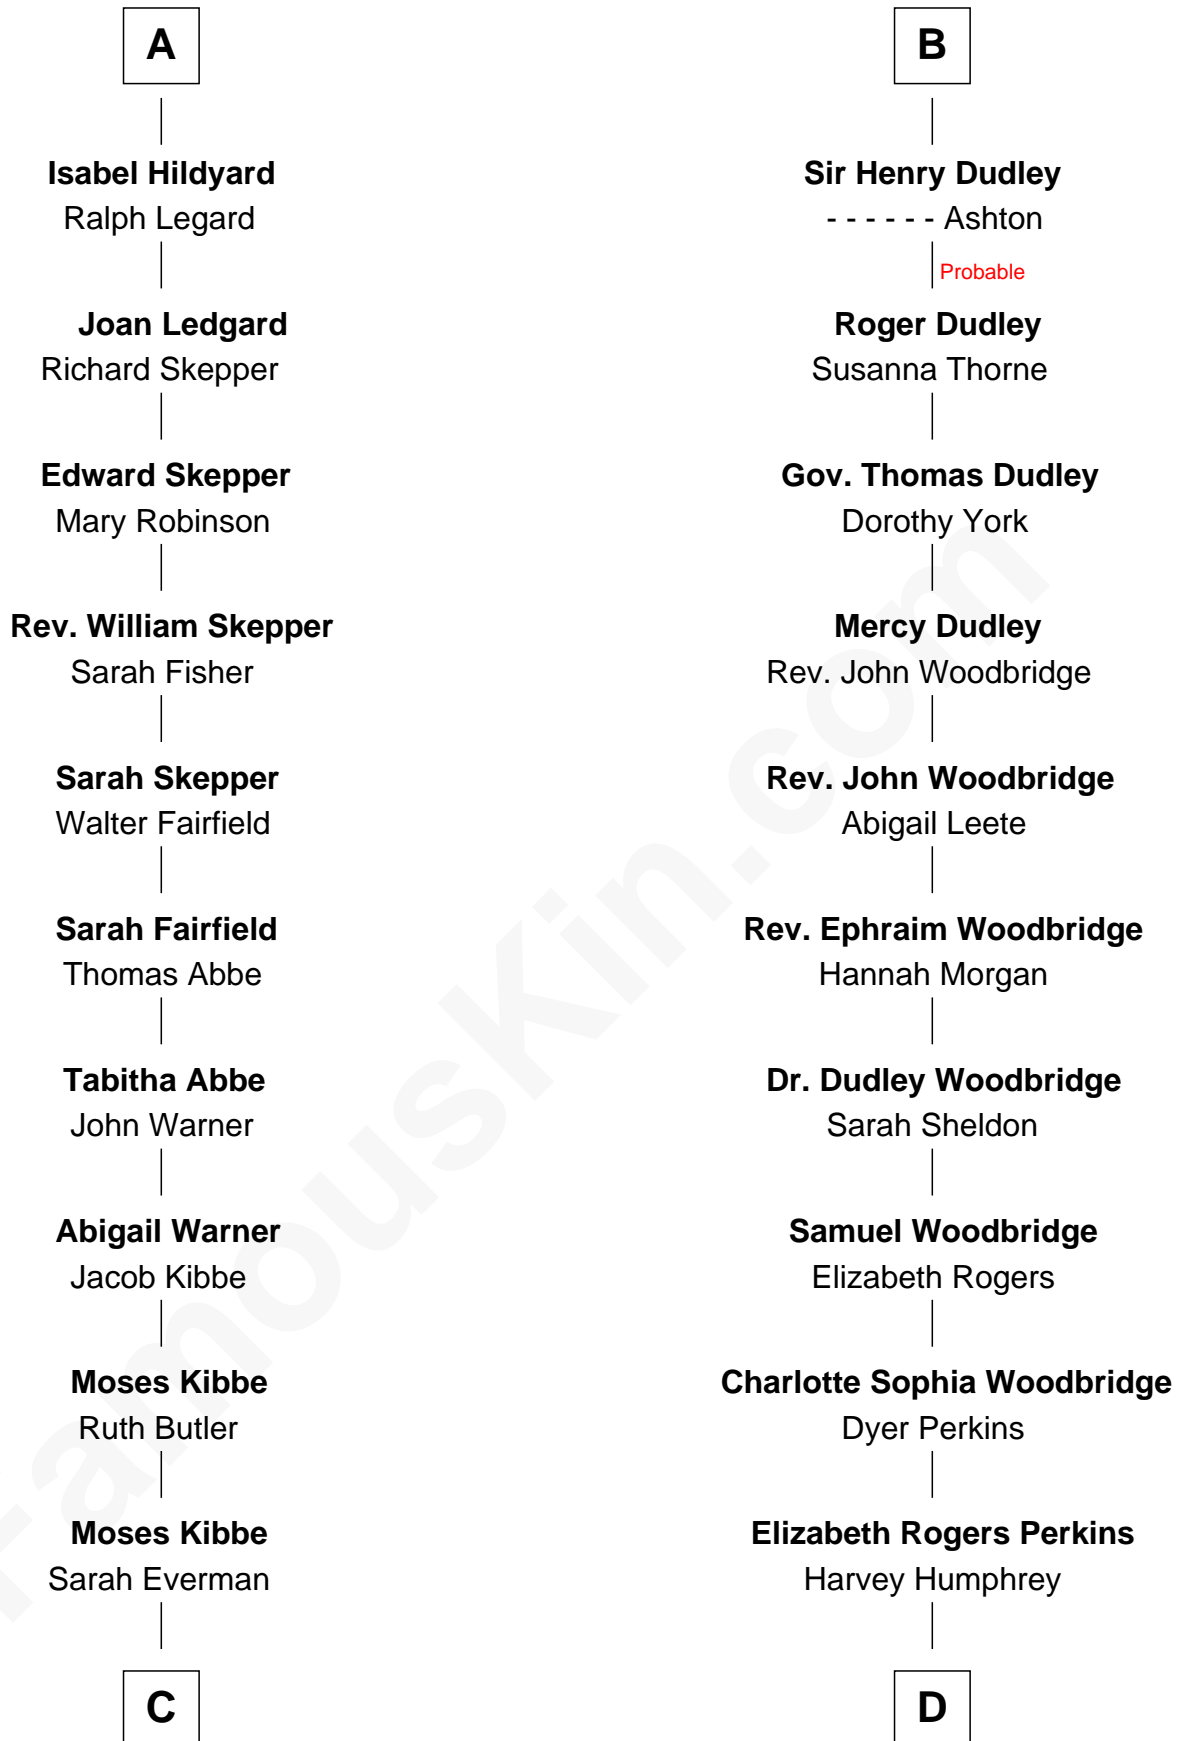 A
Isabel Hildyard
Ralph Legard
Joan Ledgard
Richard Skepper
Edward Skepper
Mary Robinson
Rev. William Skepper
Sarah Fisher
Sarah Skepper
Walter Fairfield
Sarah Fairfield
Thomas Abbe
Tabitha Abbe
John Warner
Abigail Warner
Jacob Kibbe
Moses Kibbe
Ruth Butler
Moses Kibbe
Sarah Everman
C
B
Sir Henry Dudley
- - - - - - Ashton
Probable
Roger Dudley
Susanna Thorne
Gov. Thomas Dudley
Dorothy York
Mercy Dudley
Rev. John Woodbridge
Rev. John Woodbridge
Abigail Leete
Rev. Ephraim Woodbridge
Hannah Morgan
Dr. Dudley Woodbridge
Sarah Sheldon
Samuel Woodbridge
Elizabeth Rogers
Charlotte Sophia Woodbridge
Dyer Perkins
Elizabeth Rogers Perkins
Harvey Humphrey
D
FamousKin.com